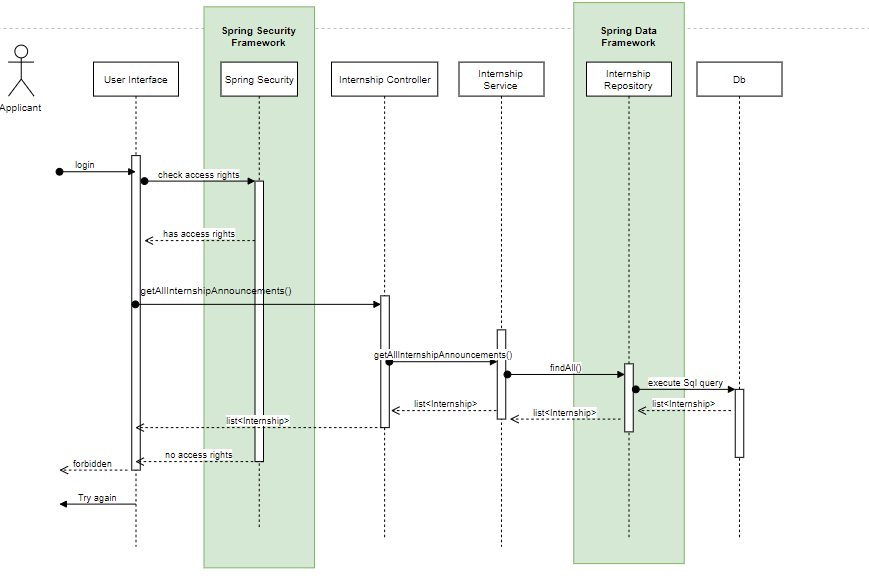 Spring Security
Framework
Spring Data
Framework
User Interface
Spring Security
Internship Controller
Internship
Service
Internship
Repository
Db
Applicant
login
check access rights
has access rights
getAllInternshipAnnouncements()
getAllInternshipAnnouncements()
findAll()
execute Sql query
list<Internship>
list<Internship>
list<Internship>
list<Internship>
no access rights
forbidden
Try again